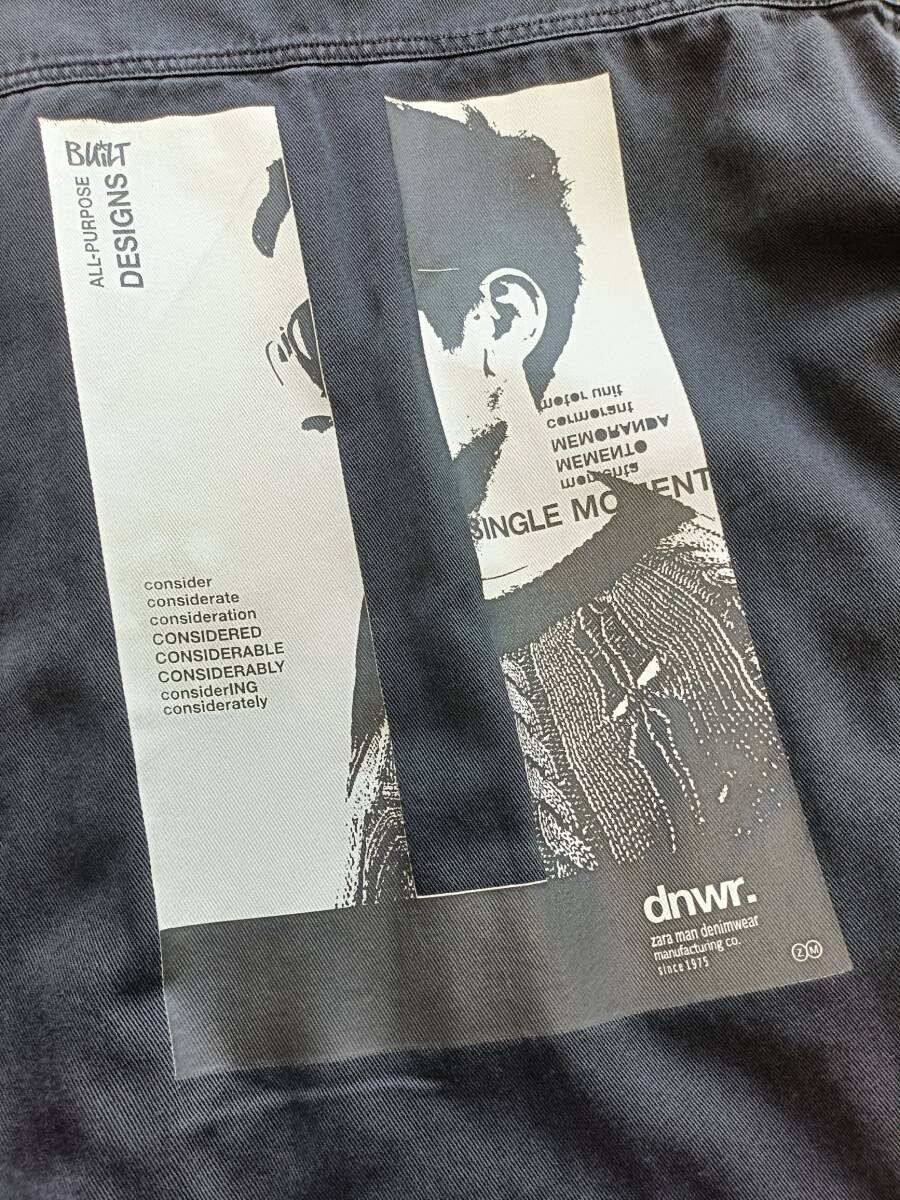 BUiLT
ALL-PURPOSE
DESIGNS
motor unit
cormorant
MEMORANDA
MEMENTO
momenta
SINGLE MOMENT
consider
considerate
consideration
CONSIDERED
CONSIDERABLE
CONSIDERABLY
considerING
considerately
dnwr.
zara man denimwear
manufacturing co.
since 1975
Z M